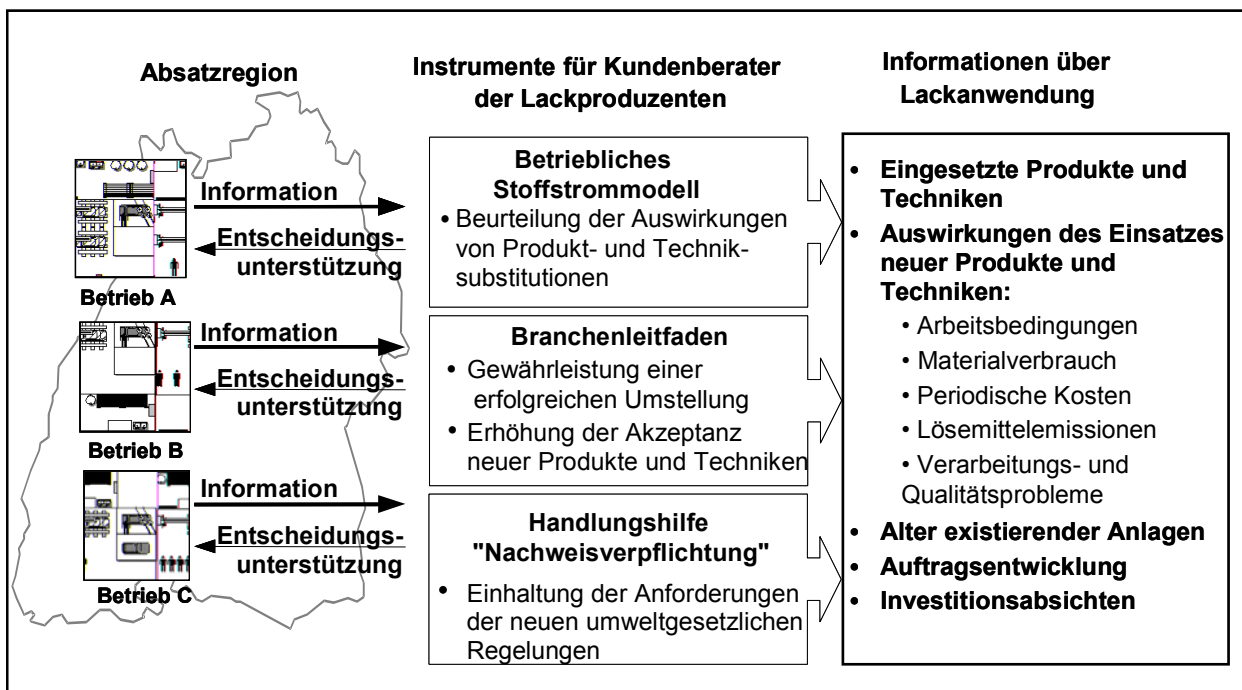 Absatzregion
Betrieb A
Information
Entscheidungs-
unterstützung
Betrieb B
Information
Entscheidungs-
unterstützung
Betrieb C
Information
Entscheidungs-
unterstützung
Instrumente für Kundenberater
der Lackproduzenten
Betriebliches
Stoffstrommodell
• Beurteilung der Auswirkungen
von Produkt- und Technik-
substitutionen
Branchenleitfaden
• Gewährleistung einer
erfolgreichen Umstellung
• Erhöhung der Akzeptanz
neuer Produkte und Techniken
Handlungshilfe
"Nachweisverpflichtung"
• Einhaltung der Anforderungen
der neuen umweltgesetzlichen
Regelungen
Informationen über
Lackanwendung
• Eingesetzte Produkte und
Techniken
• Auswirkungen des Einsatzes
neuer Produkte und
Techniken:
• Arbeitsbedingungen
• Materialverbrauch
• Periodische Kosten
• Lösemittelemissionen
• Verarbeitungs- und
Qualitätsprobleme
• Alter existierender Anlagen
• Auftragsentwicklung
• Investitionsabsichten